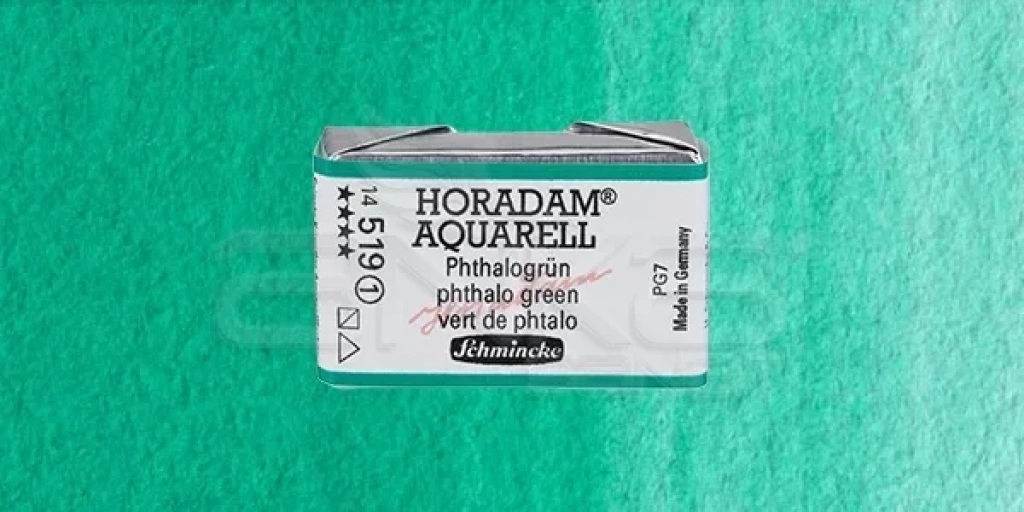 HORADAM®
AQUARELL
Phthalogrün
phthalo green
vert de phtalo
Schmincke
14 519 1
★★★★
PG7
Made in Germany